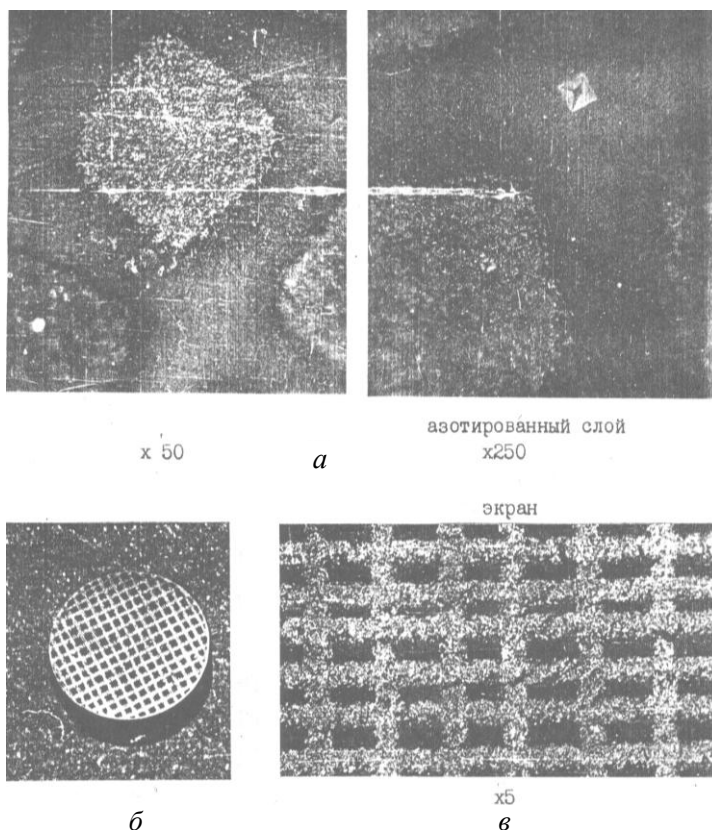 азотированный слой
х 50
а
х250
экран
х5
б
в